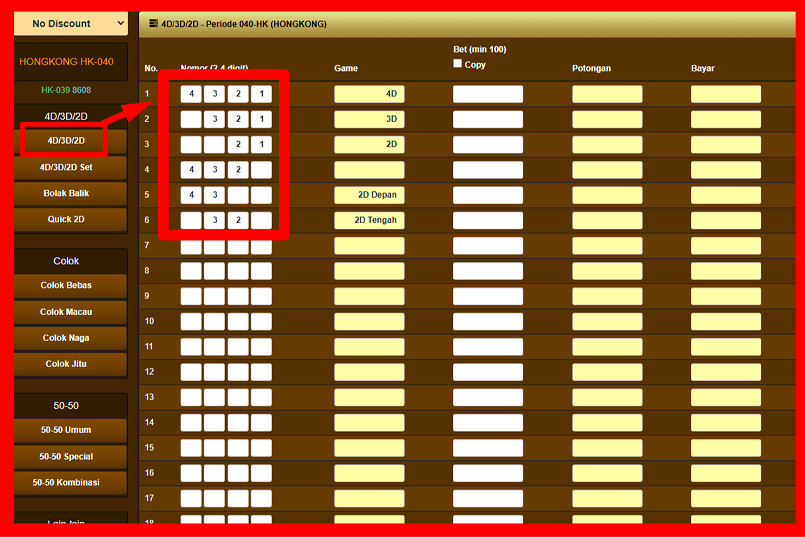 No Discount
HONGKONG HK-040
HK-039 8608
4D/3D/2D
4D/3D/2D
4D/3D/2D Set
Bolak Balik
Quick 2D
Colok
Colok Bebas
Colok Macau
Colok Naga
Colok Jitu
50-50
50-50 Umum
50-50 Special
50-50 Kombinasi
4D/3D/2D - Periode 040-HK (HONGKONG)
Bet (min 100)
Copy
No. Nomor (2-4 digit) Game Potongan Bayar
1 4 3 2 1 4D
2 3 2 1 3D
3 2 1 2D
4 4 3 2
5 4 3 2D Depan
6 3 2 2D Tengah
7
8
9
10
11
12
13
14
15
16
17
18